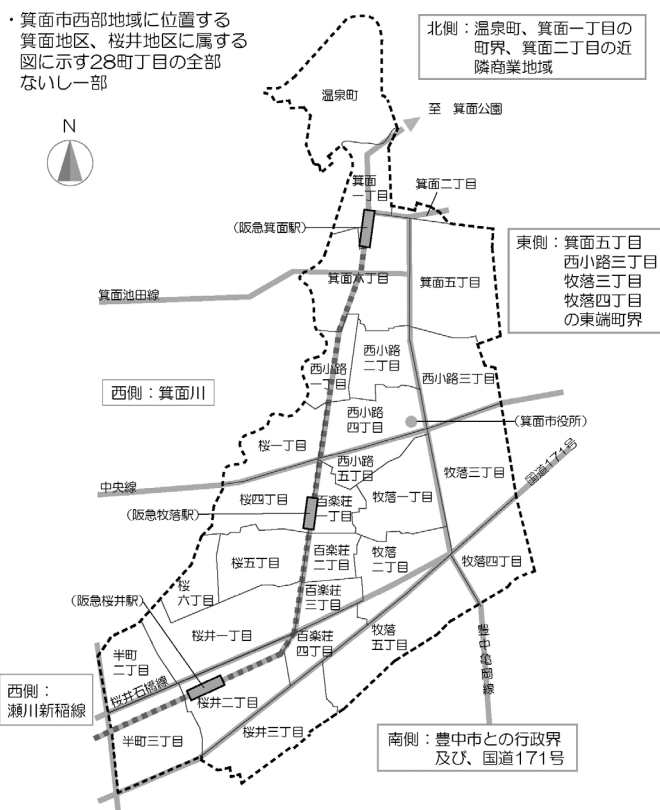 ・箕面市西部地域に位置する
箕面地区、桜井地区に属する
図に示す28町丁目の全部
ないし一部
北側：温泉町、箕面一丁目の
町界、箕面二丁目の近
隣商業地域
N
温泉町
至　箕面公園
箕面
一丁目
箕面二丁目
（阪急箕面駅）
東側：箕面五丁目
西小路三丁目
牧落三丁目
牧落四丁目
の東端町界
箕面六丁目
箕面五丁目
箕面池田線
西小路
二丁目
西小路
一丁目
西小路三丁目
西側：箕面川
西小路
四丁目
（箕面市役所）
桜一丁目
西小路
五丁目
牧落三丁目
国道171号
中央線
桜四丁目
百楽荘
一丁目
牧落一丁目
（阪急牧落駅）
桜五丁目
百楽荘
二丁目
牧落
二丁目
牧落四丁目
桜
六丁目
百楽荘
三丁目
（阪急桜井駅）
桜井一丁目
百楽荘
四丁目
牧落
五丁目
半町
二丁目
桜井石橋線
西側：
瀬川新稲線
桜井二丁目
半町三丁目
桜井三丁目
南側：豊中市との行政界
及び、国道171号